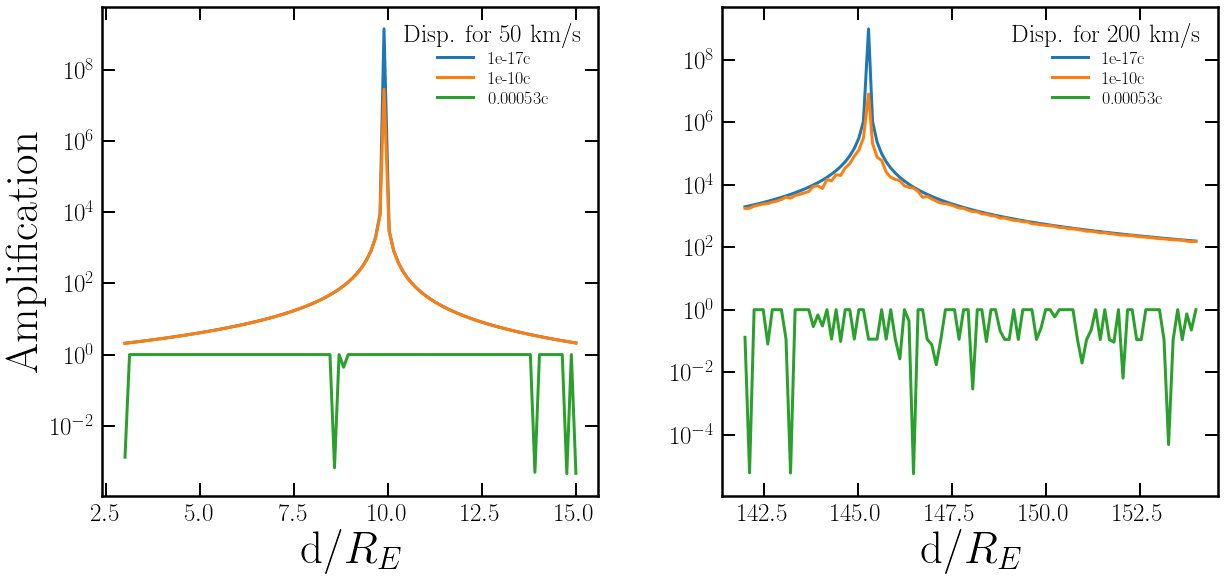 Disp. for 50 km/s
1e-17c
1e-10c
0.00053c
Amplification
10^8
10^6
10^4
10^2
10^0
10^−2
2.5 5.0 7.5 10.0 12.5 15.0
d/R_E
Disp. for 200 km/s
1e-17c
1e-10c
0.00053c
10^8
10^6
10^4
10^2
10^0
10^−2
10^−4
142.5 145.0 147.5 150.0 152.5
d/R_E